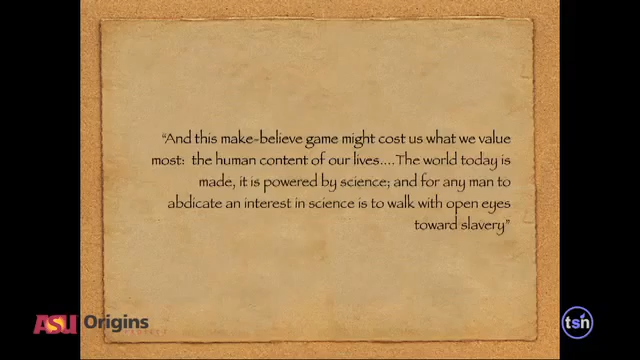 "And this make-believe game might cost us what we value
most: the human content of our lives....The world today is
made, it is powered by science; and for any man to
abdicate an interest in science is to walk with open eyes
toward slavery"
ASU Origins
PROJECT
tsn